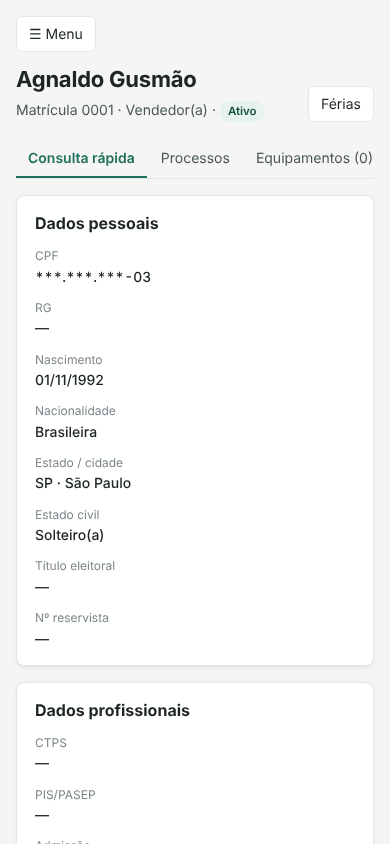 ☰ Menu
Agnaldo Gusmão
Matrícula 0001 · Vendedor(a) · Ativo
Férias
Consulta rápida Processos Equipamentos (0)
Dados pessoais
CPF
***.***.***-03
RG
—
Nascimento
01/11/1992
Nacionalidade
Brasileira
Estado / cidade
SP · São Paulo
Estado civil
Solteiro(a)
Título eleitoral
—
Nº reservista
—
Dados profissionais
CTPS
—
PIS/PASEP
—